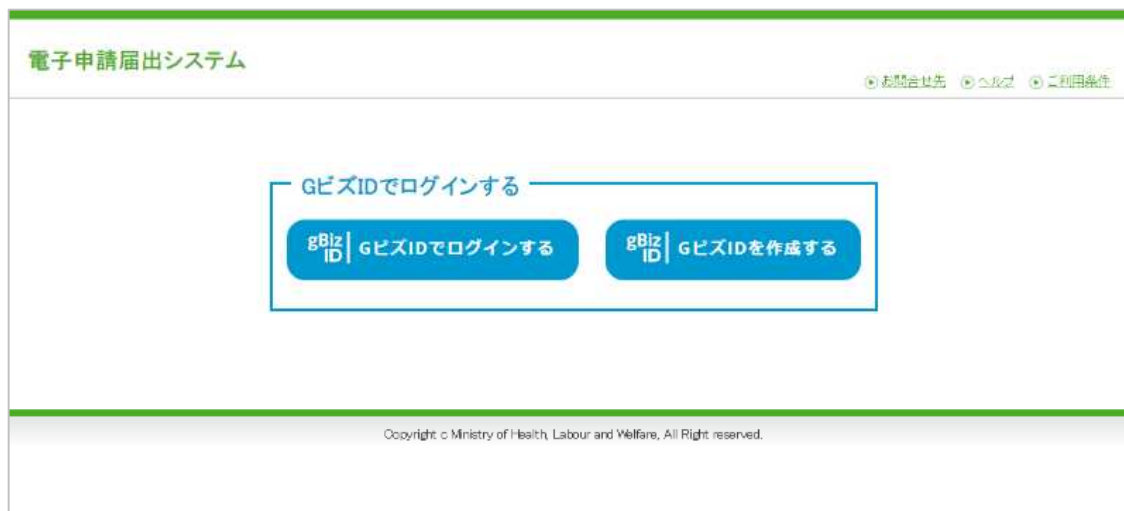 電子申請届出システム
お問合せ先 ヘルプ ご利用条件
GビズIDでログインする
gBiz ID GビズIDでログインする gBiz ID GビズIDを作成する
Copyright c Ministry of Health, Labour and Welfare, All Right reserved.